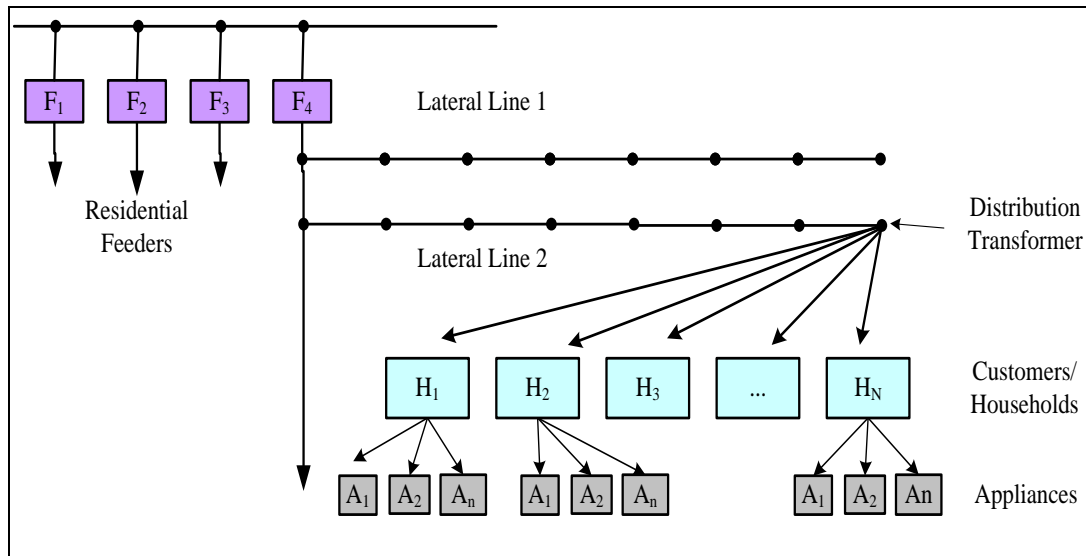 F₁ F₂ F₃ F₄
Lateral Line 1
Residential
Feeders
Distribution
Transformer
Lateral Line 2
H₁ H₂ H₃ ... H_N
Customers/
Households
A₁ A₂ Aₙ A₁ A₂ Aₙ A₁ A₂ An
Appliances